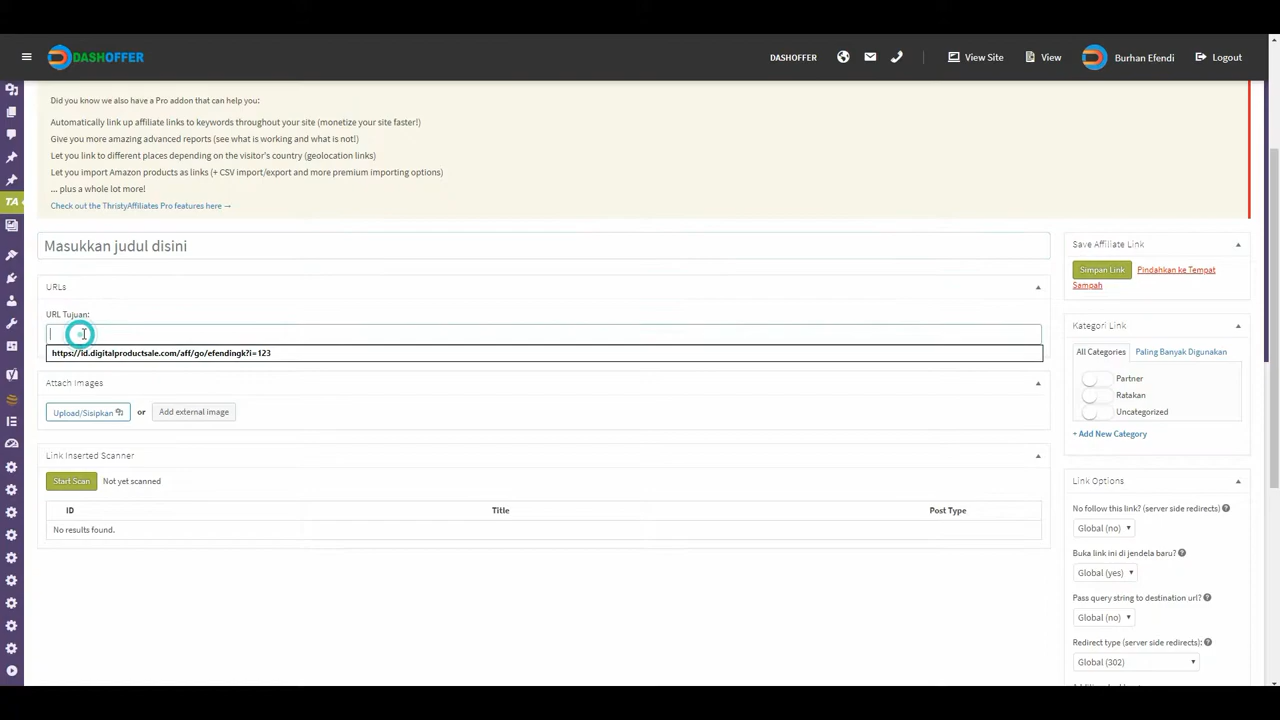 DASHOFFER
DASHOFFER
View Site
View
Burhan Efendi
Logout
Did you know we also have a Pro addon that can help you:
Automatically link up affiliate links to keywords throughout your site (monetize your site faster!)
Give you more amazing advanced reports (see what is working and what is not!)
Let you link to different places depending on the visitor's country (geolocation links)
Let you import Amazon products as links (+ CSV import/export and more premium importing options)
... plus a whole lot more!
Check out the ThirstyAffiliates Pro features here →
TA
Masukkan judul disini
URLs
URL Tujuan:
https://id.digitalproductsale.com/aff/go/efendingk?i=123
Attach Images
Upload/Sisipkan or Add external image
Link Inserted Scanner
Start Scan Not yet scanned
ID Title Post Type
No results found.
Save Affiliate Link
Simpan Link Pindahkan ke Tempat
Sampah
Kategori Link
All Categories Paling Banyak Digunakan
Partner
Ratakan
Uncategorized
+ Add New Category
Link Options
No follow this link? (server side redirects)
Global (no)
Buka link ini di jendela baru?
Global (yes)
Pass query string to destination url?
Global (no)
Redirect type (server side redirects):
Global (302)